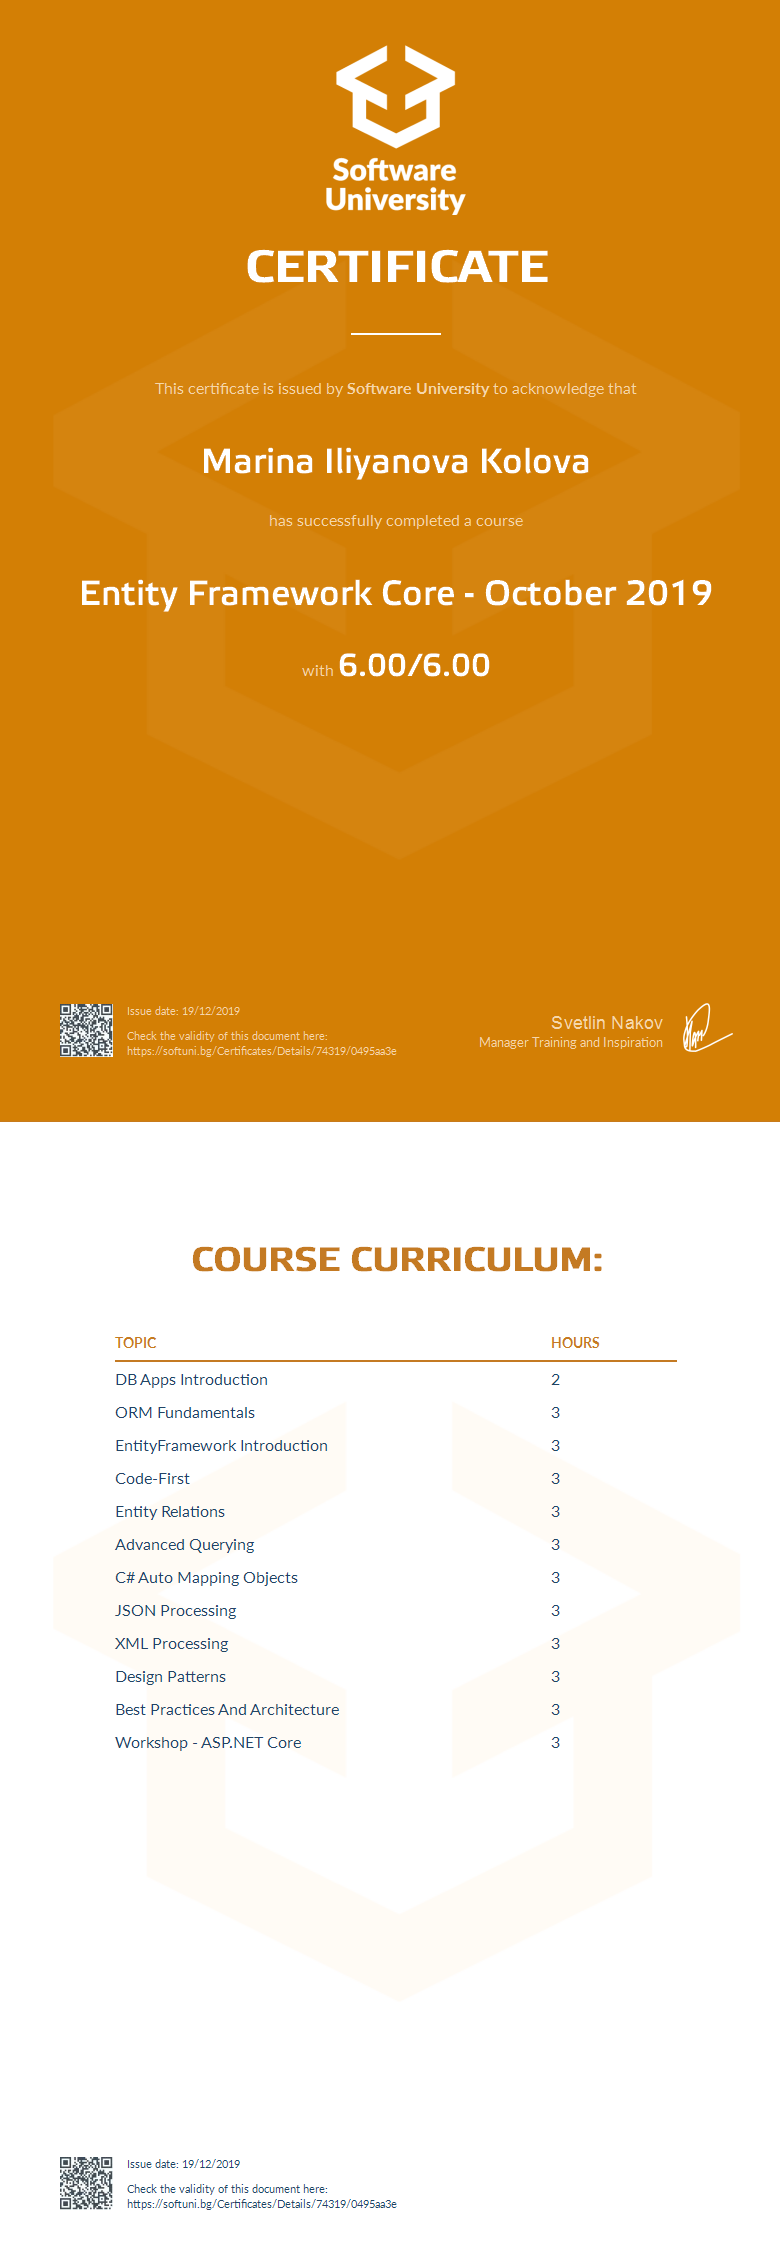 Software
University
CERTIFICATE
This certificate is issued by Software University to acknowledge that
Marina Iliyanova Kolova
has successfully completed a course
Entity Framework Core - October 2019
with 6.00/6.00
Issue date: 19/12/2019
Check the validity of this document here:
https://softuni.bg/Certificates/Details/74319/0495aa3e
Svetlin Nakov
Manager Training and Inspiration
COURSE CURRICULUM:
TOPIC HOURS
DB Apps Introduction 2
ORM Fundamentals 3
EntityFramework Introduction 3
Code-First 3
Entity Relations 3
Advanced Querying 3
C# Auto Mapping Objects 3
JSON Processing 3
XML Processing 3
Design Patterns 3
Best Practices And Architecture 3
Workshop - ASP.NET Core 3
Issue date: 19/12/2019
Check the validity of this document here:
https://softuni.bg/Certificates/Details/74319/0495aa3e